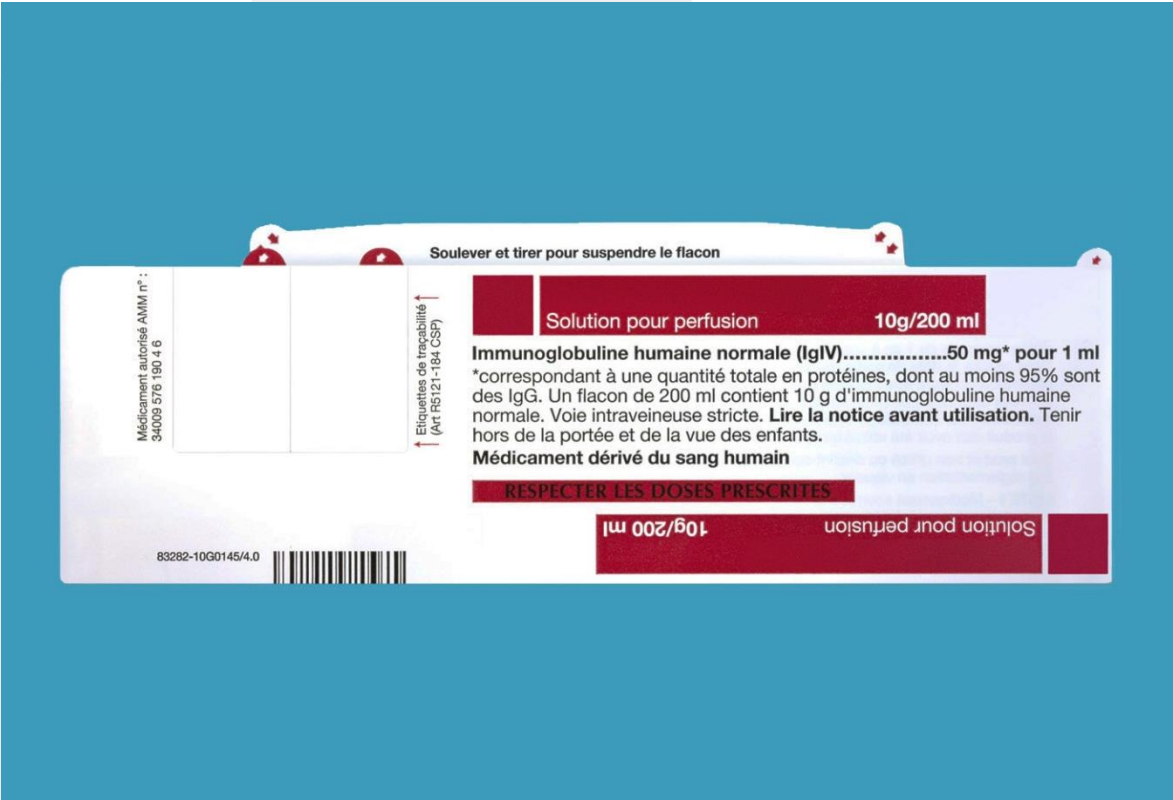 Soulever et tirer pour suspendre le flacon
Médicament autorisé AMM n° :
34009 576 190 4 6
Etiquettes de traçabilité
(Art R5121-184 CSP)
Solution pour perfusion 10g/200 ml
Immunoglobuline humaine normale (IgIV)..................50 mg* pour 1 ml
*correspondant à une quantité totale en protéines, dont au moins 95% sont
des IgG. Un flacon de 200 ml contient 10 g d'immunoglobuline humaine
normale. Voie intraveineuse stricte. Lire la notice avant utilisation. Tenir
hors de la portée et de la vue des enfants.
Médicament dérivé du sang humain
RESPECTER LES DOSES PRESCRITES
Solution pour perfusion 10g/200 ml
83282-10G0145/4.0